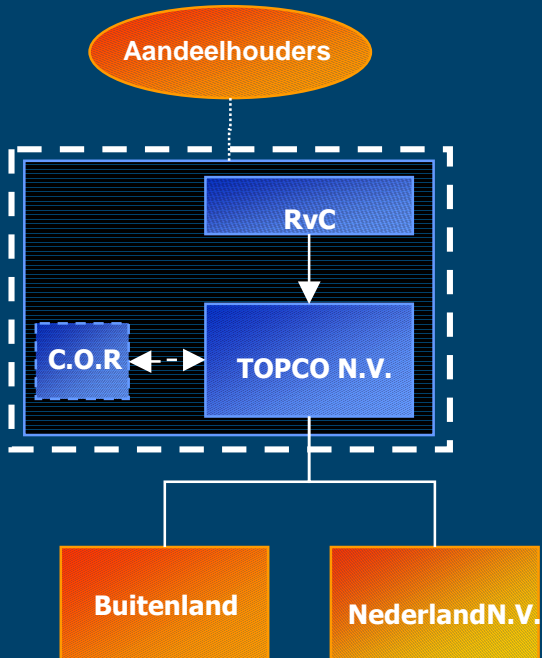 Aandeelhouders
RvC
C.O.R
TOPCO N.V.
Buitenland
NederlandN.V.